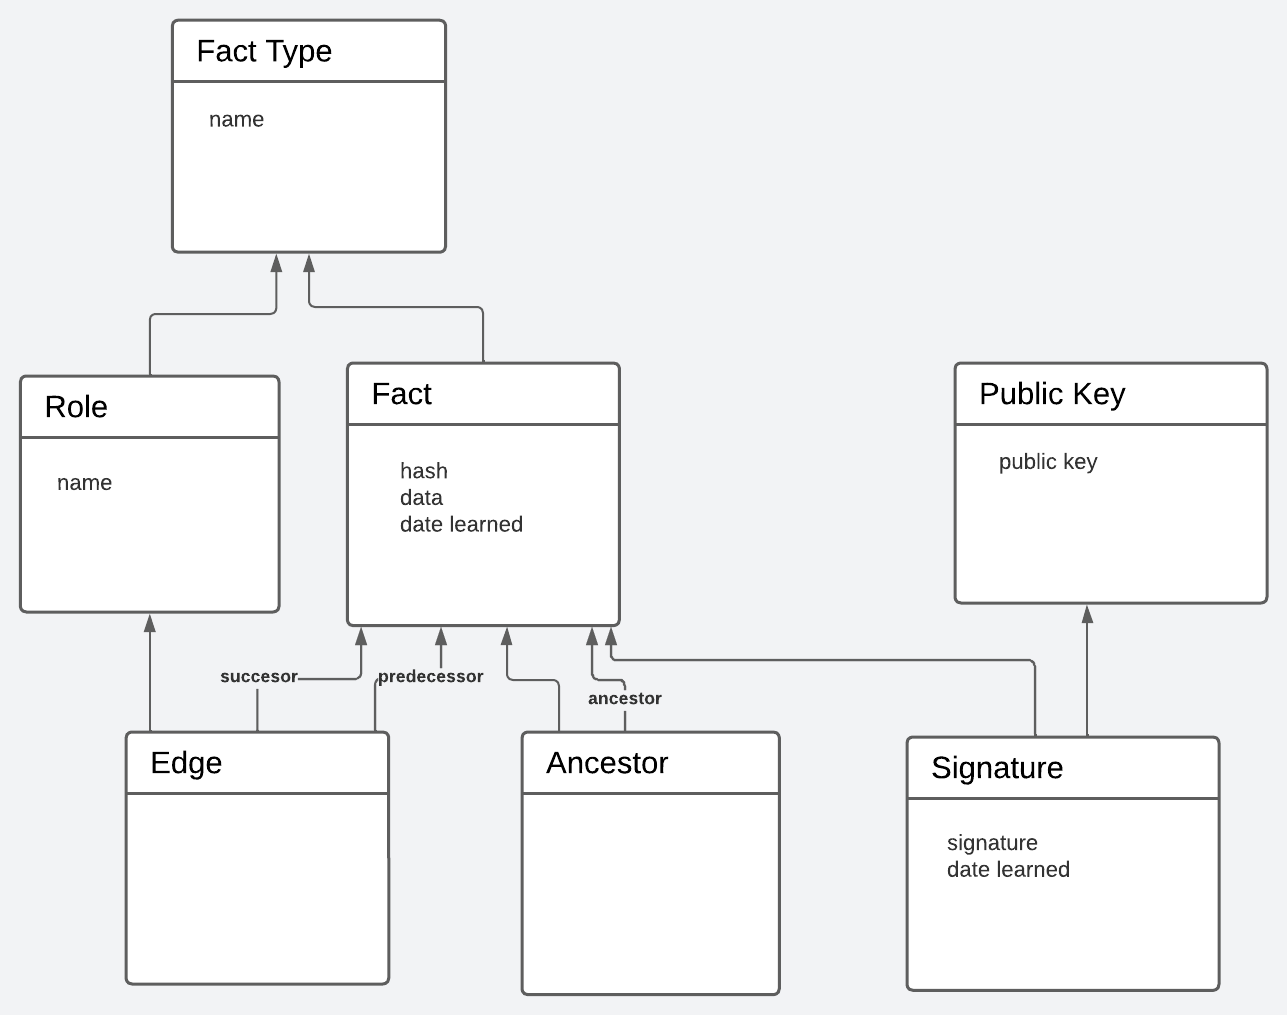 Fact Type
name
Role
name
Fact
hash
data
date learned
Public Key
public key
succesor
predecessor
ancestor
Edge
Ancestor
Signature
signature
date learned